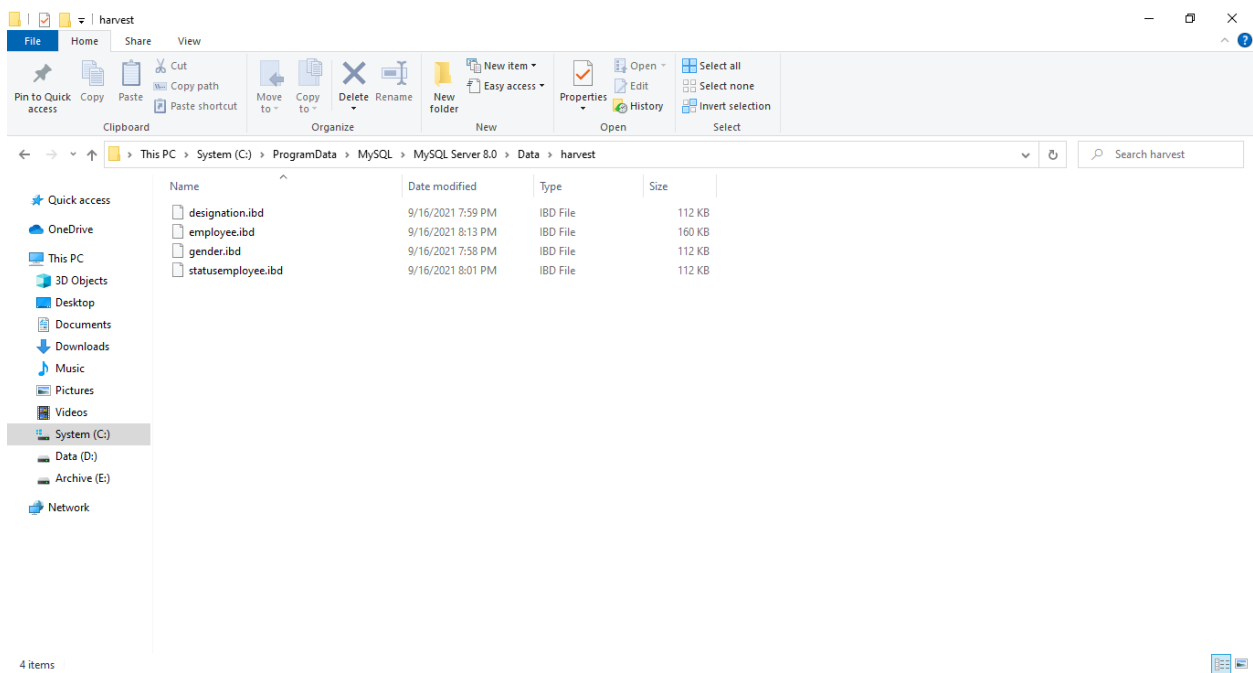 harvest
File Home Share View
Pin to Quick access
Copy
Paste
Cut
Copy path
Paste shortcut
Clipboard
Move to
Copy to
Delete
Rename
Organize
New folder
New item
Easy access
New
Properties
Open
Edit
History
Open
Select all
Select none
Invert selection
Select
This PC > System (C:) > ProgramData > MySQL > MySQL Server 8.0 > Data > harvest
Search harvest
Quick access
OneDrive
This PC
3D Objects
Desktop
Documents
Downloads
Music
Pictures
Videos
System (C:)
Data (D:)
Archive (E:)
Network
Name Date modified Type Size
designation.ibd 9/16/2021 7:59 PM IBD File 112 KB
employee.ibd 9/16/2021 8:13 PM IBD File 160 KB
gender.ibd 9/16/2021 7:58 PM IBD File 112 KB
statusemployee.ibd 9/16/2021 8:01 PM IBD File 112 KB
4 items